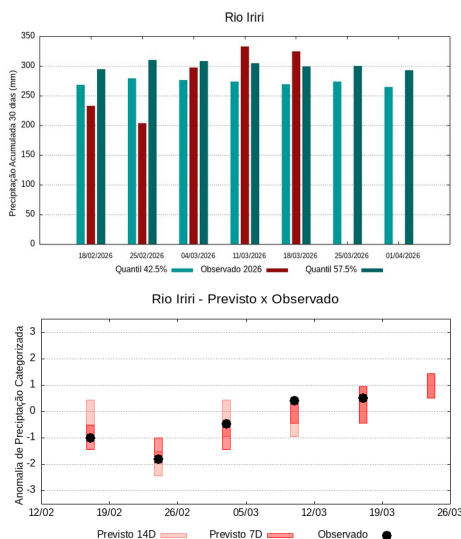 Rio Iriri
Precipitação Acumulada 30 dias (mm)
350
300
250
200
150
100
50
0
18/02/2026 25/02/2026 04/03/2026 11/03/2026 18/03/2026 25/03/2026 01/04/2026
Quantil 42.5% Observado 2026 Quantil 57.5%
Rio Iriri - Previsto x Observado
Anomalia de Preciptação Categorizada
3
2
1
0
-1
-2
-3
12/02 19/02 26/02 05/03 12/03 19/03 26/03
Previsto 14D Previsto 7D Observado